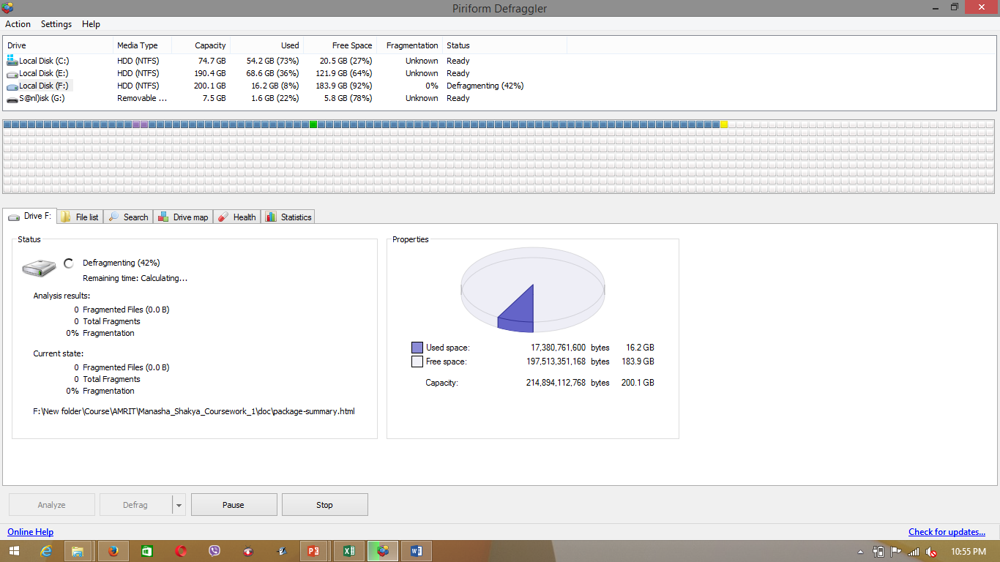 Piriform Defraggler
Action Settings Help
Drive Media Type Capacity Used Free Space Fragmentation Status
Local Disk (C:) HDD (NTFS) 74.7 GB 54.2 GB (73%) 20.5 GB (27%) Unknown Ready
Local Disk (E:) HDD (NTFS) 190.4 GB 68.6 GB (36%) 121.9 GB (64%) Unknown Ready
Local Disk (F:) HDD (NTFS) 200.1 GB 16.2 GB (8%) 183.9 GB (92%) 0% Defragmenting (42%)
S@nl)isk (G:) Removable ... 7.5 GB 1.6 GB (22%) 5.8 GB (78%) Unknown Ready
Drive F: File list Search Drive map Health Statistics
Status
Defragmenting (42%)
Remaining time: Calculating...
Analysis results:
0 Fragmented Files (0.0 B)
0 Total Fragments
0% Fragmentation
Current state:
0 Fragmented Files (0.0 B)
0 Total Fragments
0% Fragmentation
F:\New folder\Course\AMRIT\Manasha_Shakya_Coursework_1\doc\package-summary.html
Properties
Used space: 17,380,761,600 bytes 16.2 GB
Free space: 197,513,351,168 bytes 183.9 GB
Capacity: 214,894,112,768 bytes 200.1 GB
Analyze Defrag Pause Stop
Online Help Check for updates...
10:55 PM